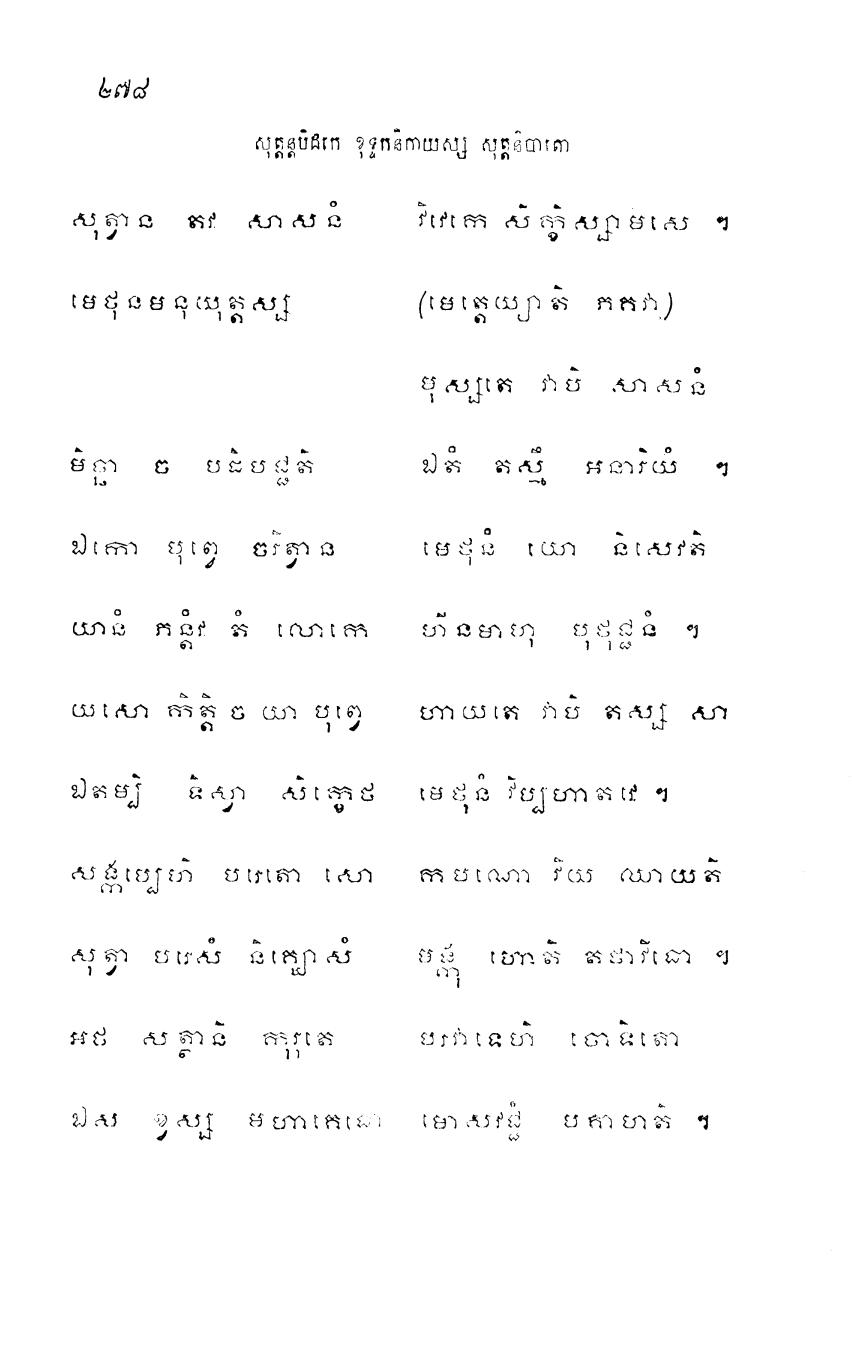 ២៧៨
សុត្តន្តបិដកេ ខុទ្ទកនិកាយស្ស សុត្តនិបាតោ
សុត្វាន តវ សាសនំ វិវេកេ សិក្ខិស្សាមសេ ។
មេថុនមនុយុត្តស្ស (មេត្តេយ្យាតិ ភគវា)
មុស្សតេ វាបិ សាសនំ
មិច្ឆា ច បដិបជ្ជតិ ឯតំ តស្មឹ អនារិយំ ។
ឯកោ បុព្វេ ចរិត្វាន មេថុនំ យោ និសេវតិ
យានំ ភន្តំវ តំ លោកេ ហីនមាហុ បុថុជ្ជនំ ។
យសោ កិត្តិ ច យា បុព្វេ ហាយតេ វាបិ តស្ស សា
ឯតម្បិ ទិស្វា សិក្ខេថ មេថុនំ វិប្បហាតវេ ។
សង្កប្បេហិ បរេតោ សោ កបណោ វិយ ឈាយតិ
សុត្វា បរេសំ និគ្ឃោសំ មង្កុ ហោតិ តថាវិធោ ។
អថ សត្ថានិ កុរុតេ បរវាទេហិ ចោទិតោ
ឯស ខ្វស្ស មហាគេធោ មោសវជ្ជំ បគាហតិ ។